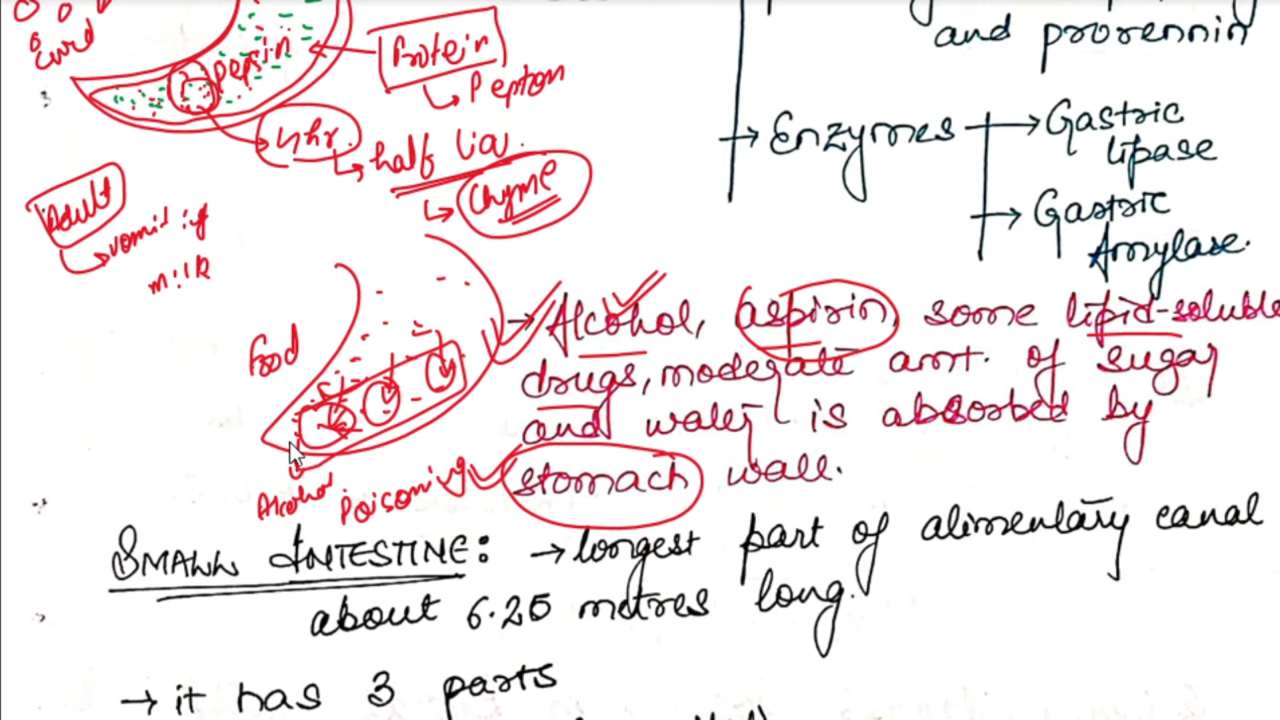 curd
Pepsin
Protein
Pepton
4hr.
half liq.
Chyme
Adult
vomit of
milk
and prorennin
→ Enzymes → Gastric
lipase
→ Gastric
Amylase.
Food
→ Alcohol, aspirin, some lipid-soluble
drugs, moderate amt. of sugar
and water is absorbed by
stomach wall.
Alcohol Poisoning
SMALL INTESTINE: → longest part of alimentary canal
about 6.25 metres long.
→ it has 3 parts